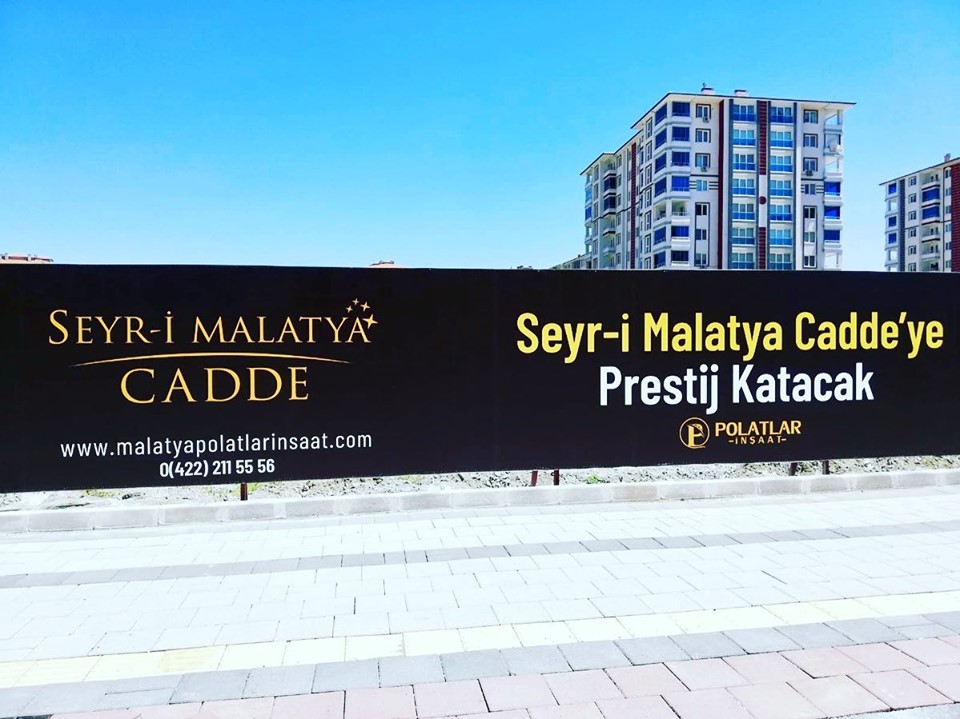 SEYR-İ MALATYA
CADDE
www.malatyapolatlarinsaat.com
0(422) 211 55 56
Seyr-i Malatya Cadde'ye
Prestij Katacak
POLATLAR
-İNŞAAT-